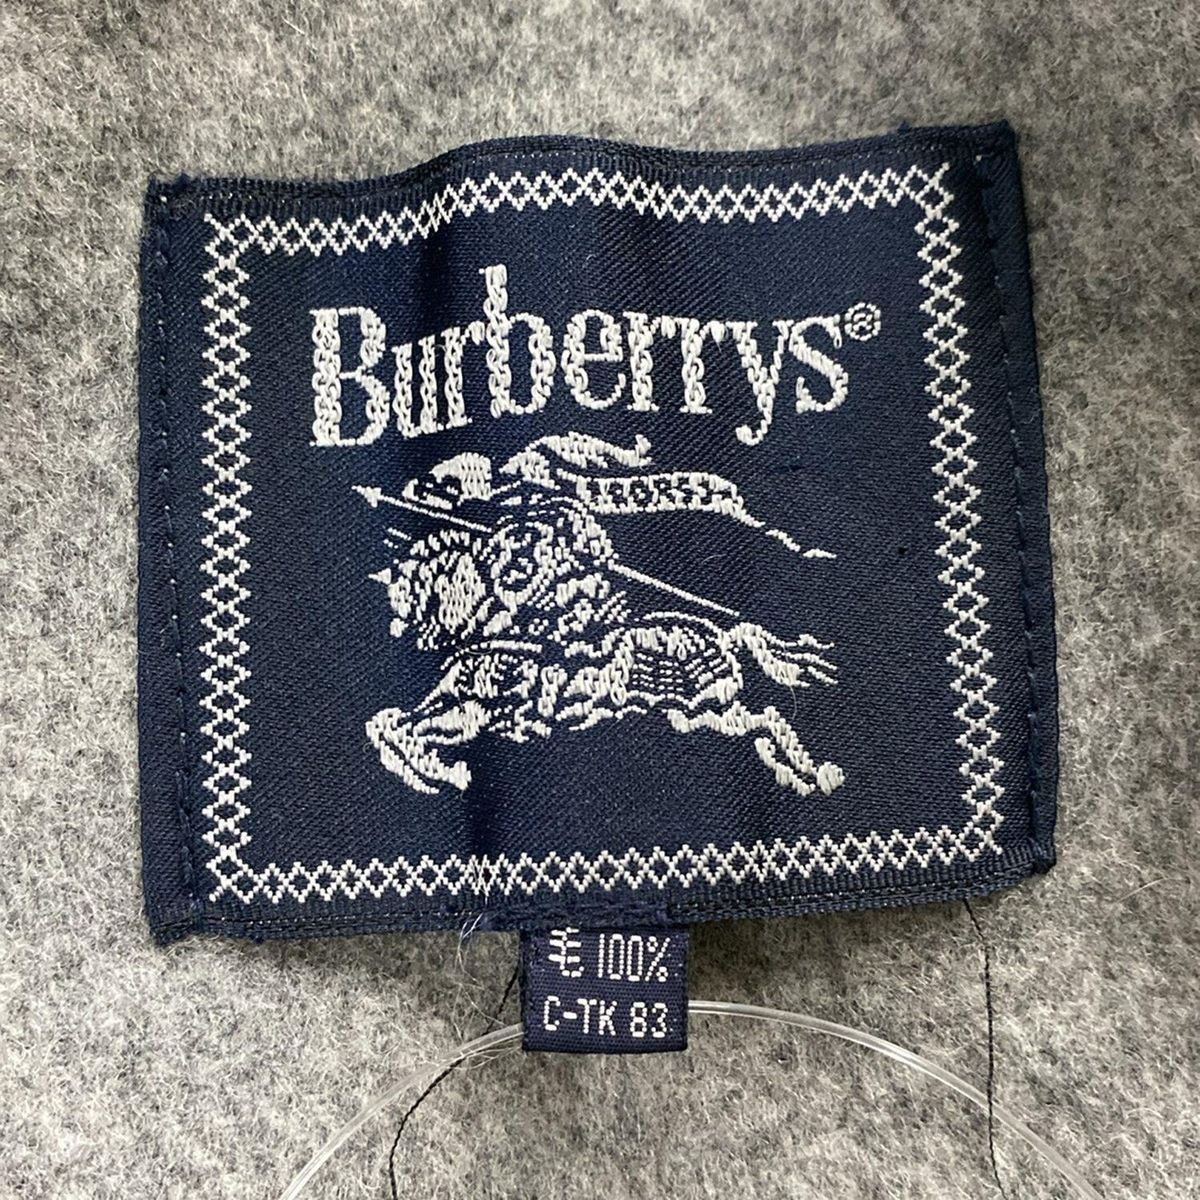 Burberrys®
毛 100%
C-TK 83